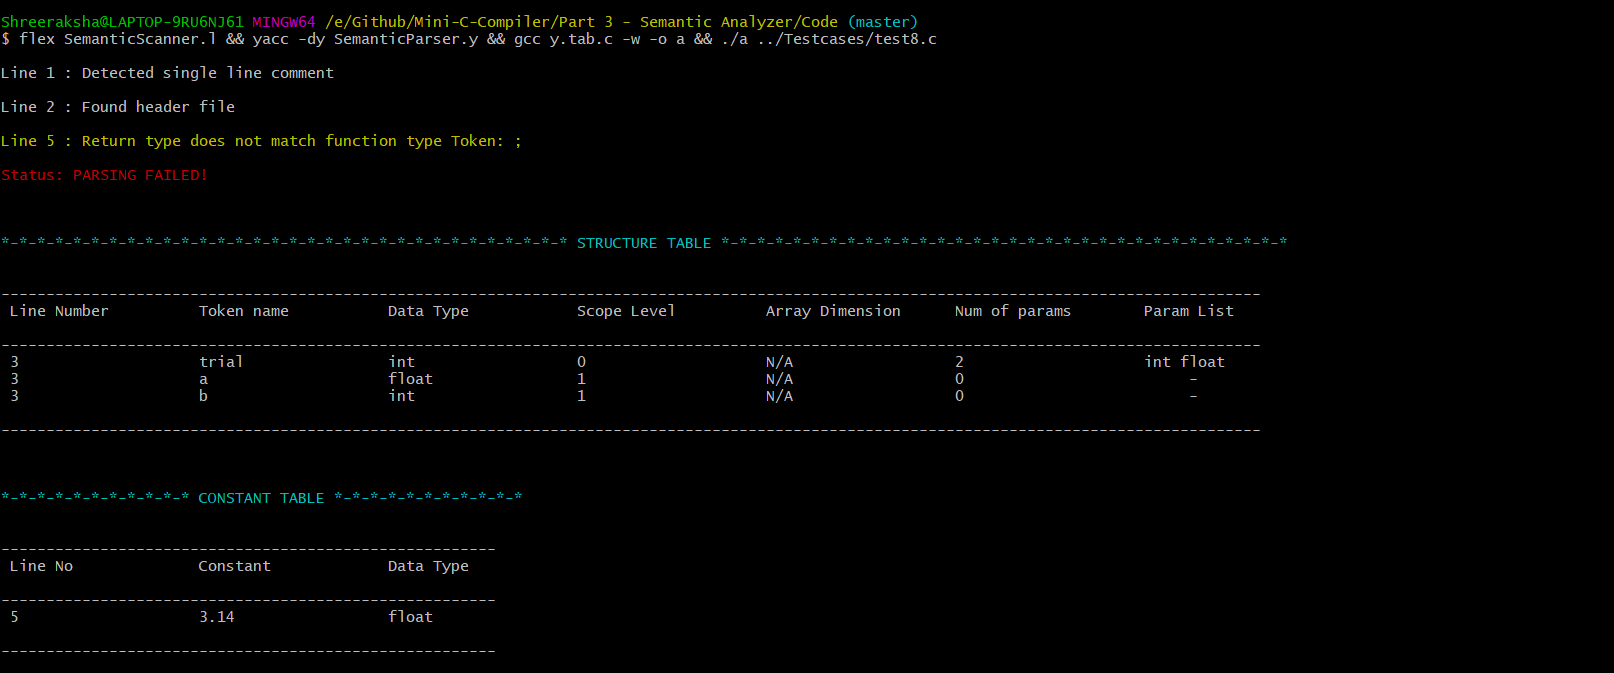 Shreeraksha@LAPTOP-9RU6NJ61 MINGW64 /e/Github/Mini-C-Compiler/Part 3 - Semantic Analyzer/Code (master)
$ flex SemanticScanner.l && yacc -dy SemanticParser.y && gcc y.tab.c -w -o a && ./a ../Testcases/test8.c
Line 1 : Detected single line comment
Line 2 : Found header file
Line 5 : Return type does not match function type Token: ;
Status: PARSING FAILED!
*-*-*-*-*-*-*-*-*-*-*-*-*-*-*-*-*-*-*-*-*-*-*-*-*-*-*-*-*-*-*-* STRUCTURE TABLE *-*-*-*-*-*-*-*-*-*-*-*-*-*-*-*-*-*-*-*-*-*-*-*-*-*-*-*-*-*-*-*
--------------------------------------------------------------------------------------------------------------------------------------------
Line Number Token name Data Type Scope Level Array Dimension Num of params Param List
--------------------------------------------------------------------------------------------------------------------------------------------
3 trial int 0 N/A 2 int float
3 a float 1 N/A 0 -
3 b int 1 N/A 0 -
--------------------------------------------------------------------------------------------------------------------------------------------
*-*-*-*-*-*-*-*-*-*-* CONSTANT TABLE *-*-*-*-*-*-*-*-*-*-*
-------------------------------------------------------
Line No Constant Data Type
-------------------------------------------------------
5 3.14 float
-------------------------------------------------------